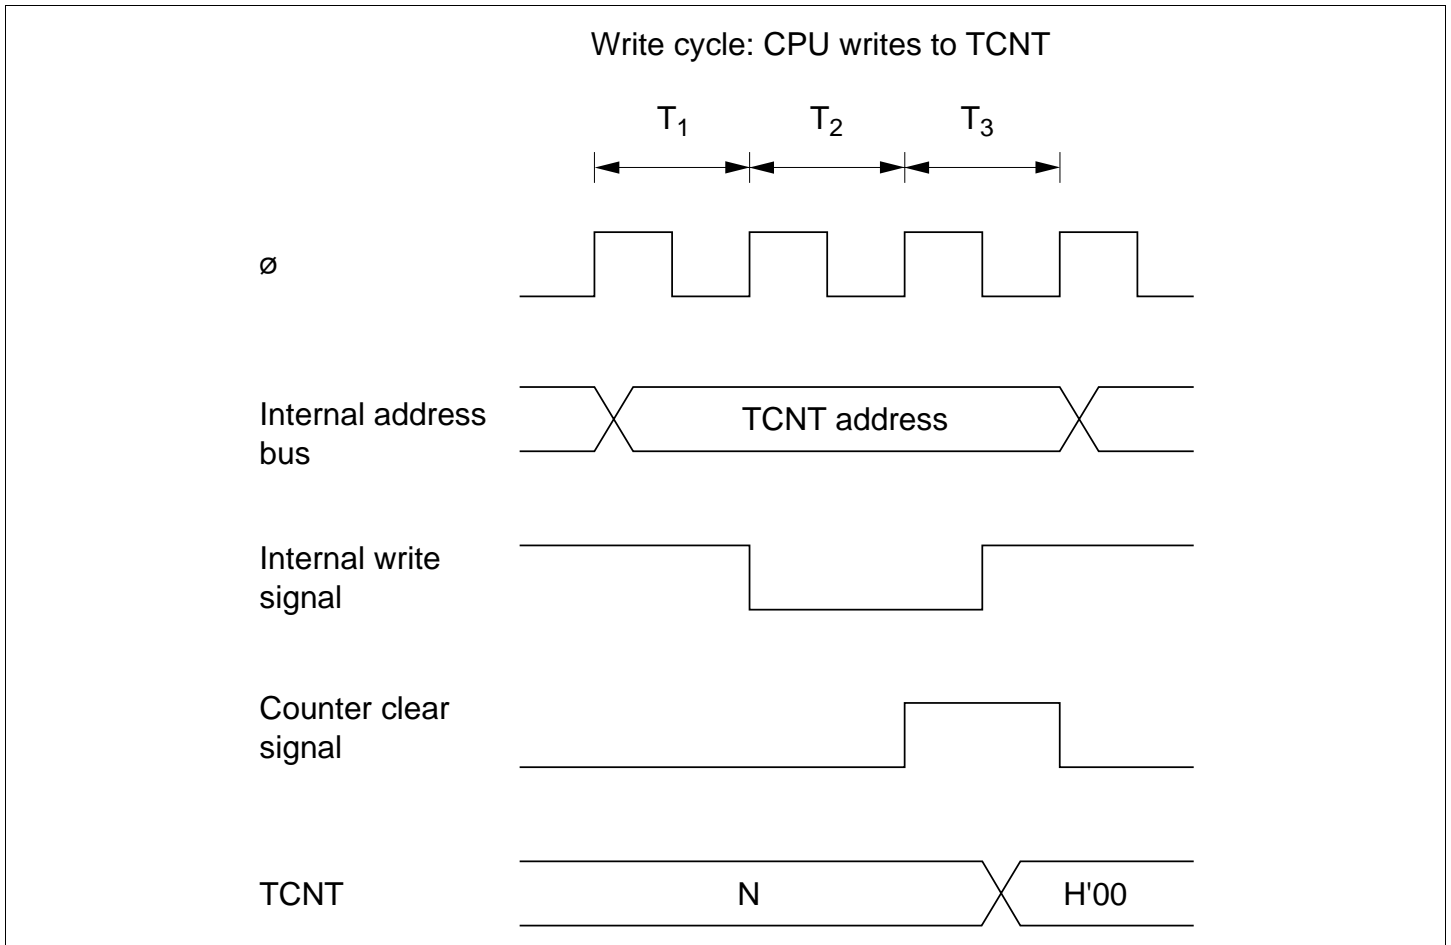 Write cycle: CPU writes to TCNT
T1 T2 T3
ø
Internal address
bus
TCNT address
Internal write
signal
Counter clear
signal
TCNT
N
H'00